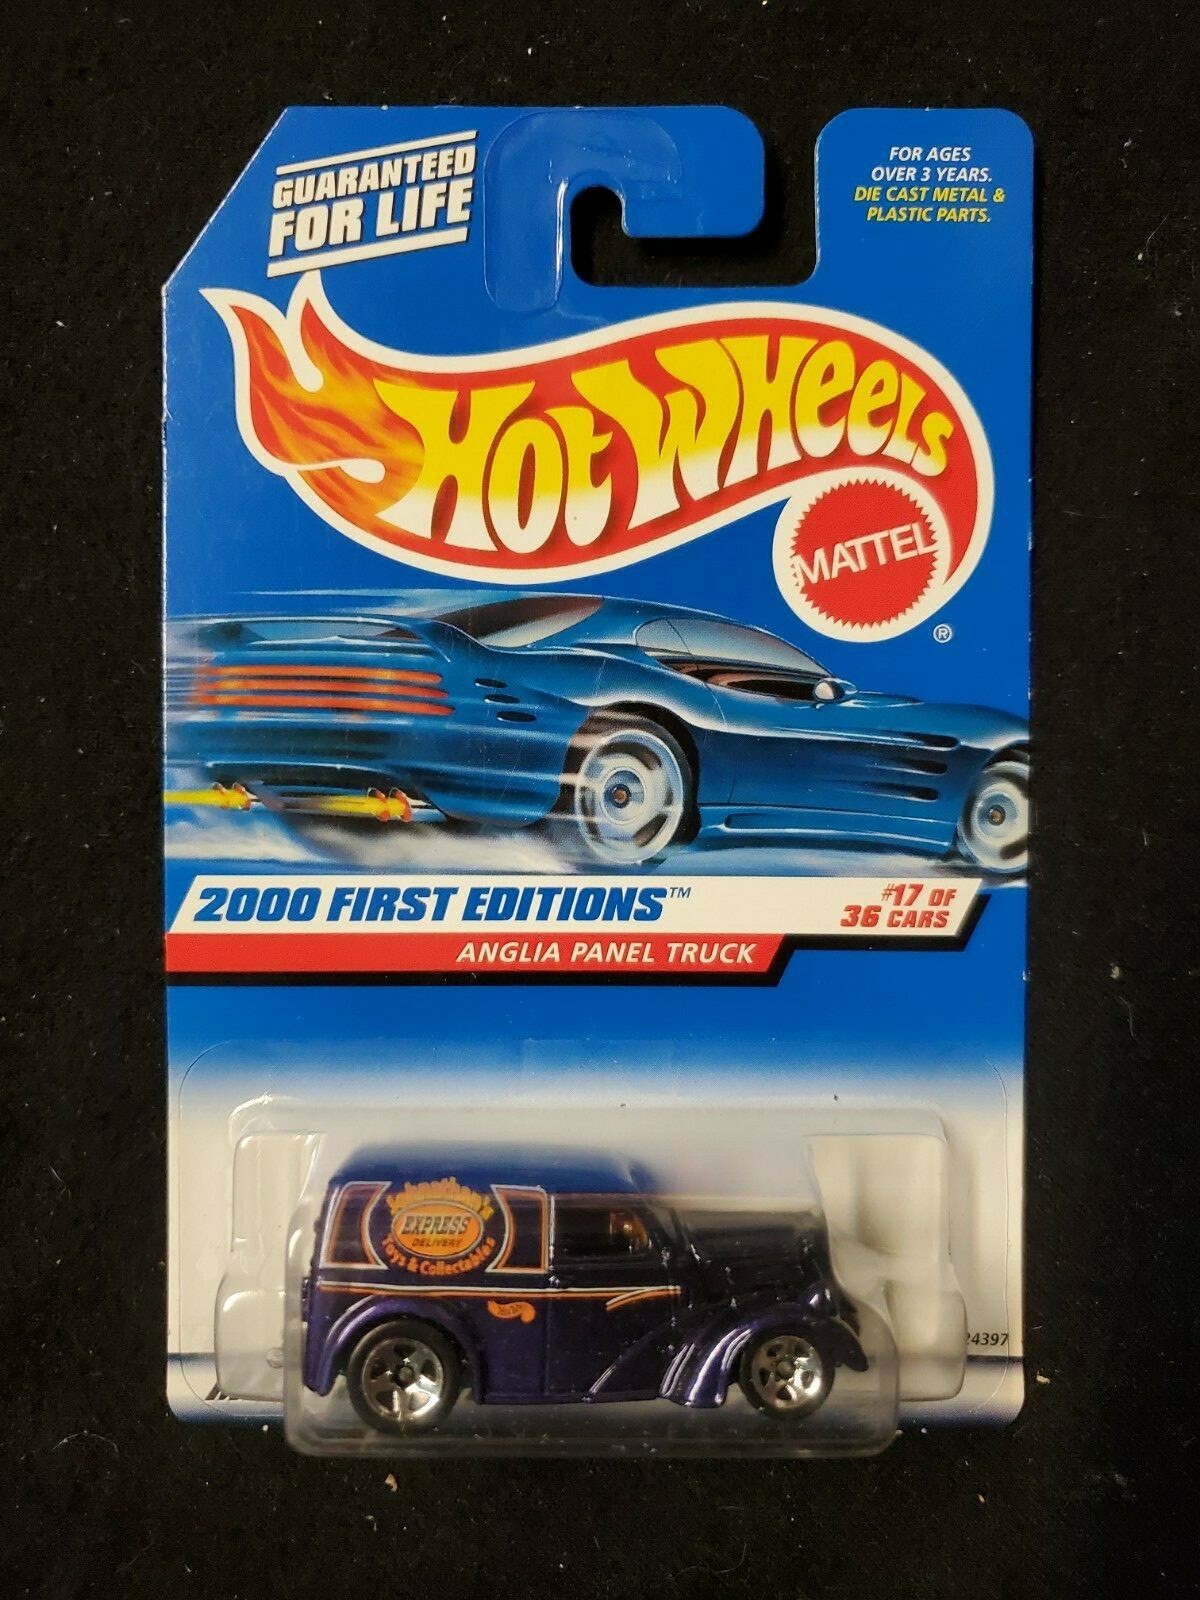 GUARANTEED
FOR LIFE
FOR AGES
OVER 3 YEARS.
DIE CAST METAL &
PLASTIC PARTS.
HOT WHEELS
MATTEL
®
2000 FIRST EDITIONS™
#17 OF
36 CARS
ANGLIA PANEL TRUCK
Johnathan's
EXPRESS
DELIVERY
Toys & Collectables
24397